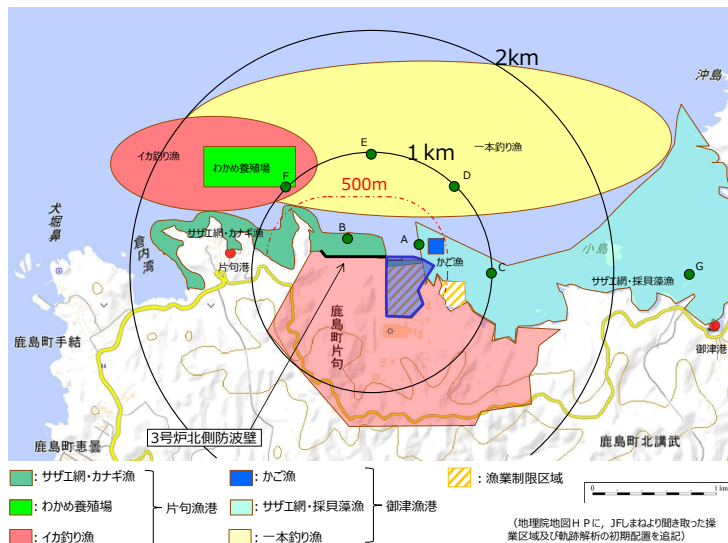 2km
沖島
イカ釣り漁
わかめ養殖場
一本釣り漁
E
1km
F
D
500m
犬堀鼻
倉内湾
サザエ網・カナギ漁
片句港
B
A
かご漁
小島
C
サザエ網・採貝藻漁
G
御津港
鹿島町手結
鹿島町片句
3号炉北側防波壁
鹿島町恵曇
鹿島町北講武
：サザエ網・カナギ漁
：わかめ養殖場
：イカ釣り漁
片句漁港
：かご漁
：サザエ網・採貝藻漁
：一本釣り漁
御津漁港
：漁業制限区域
0 1 km
（地理院地図ＨＰに，JFしまねより聞き取った操
業区域及び軌跡解析の初期配置を追記）